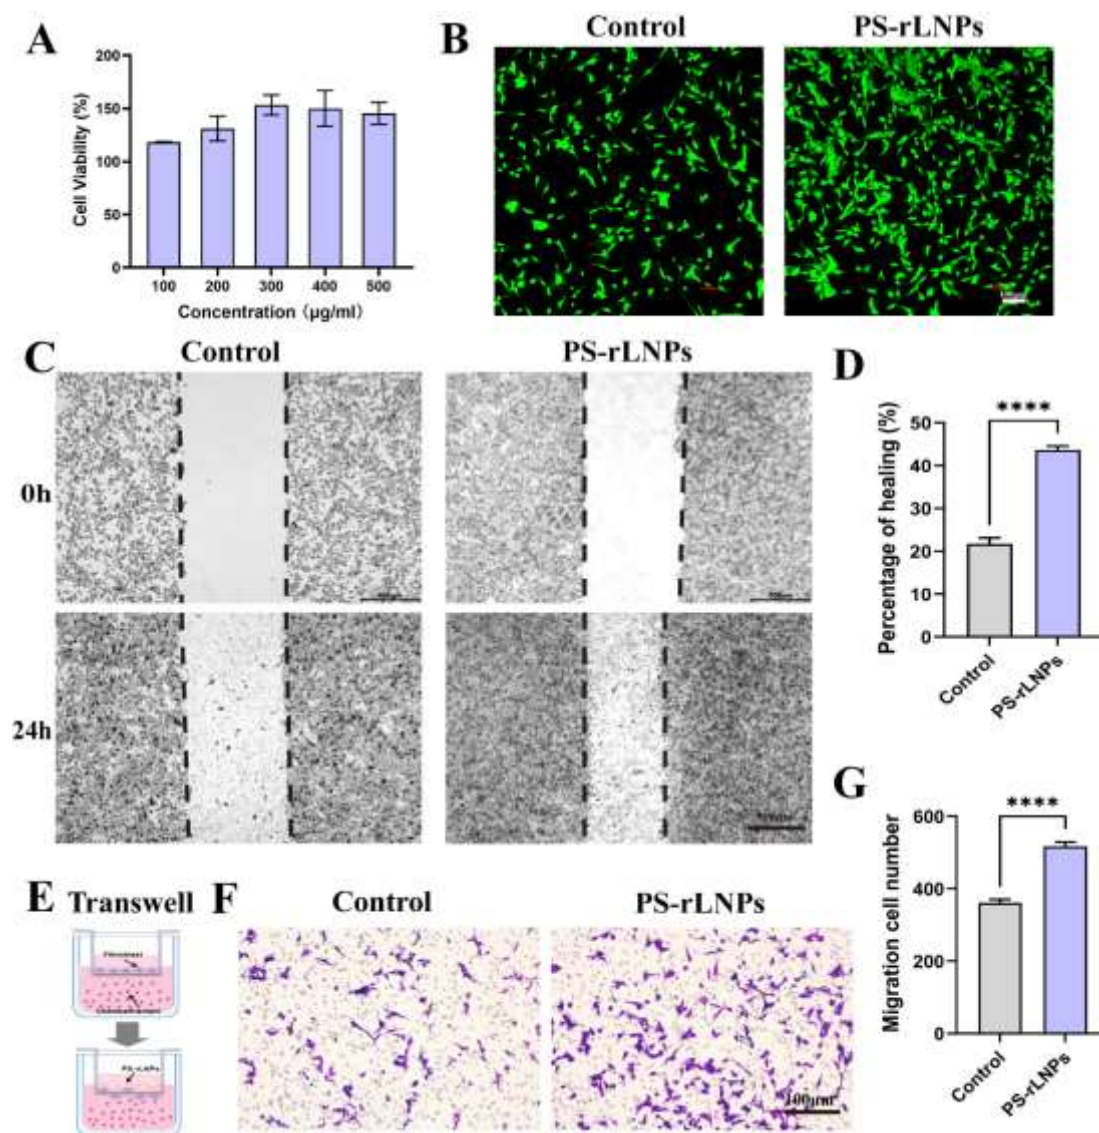 A
200
150
100
50
0
Cell Viability (%)
100 200 300 400 500
Concentration (µg/ml)
B
Control PS-rLNPs
C
Control PS-rLNPs
0h
24h
D
****
50
40
30
20
10
0
Percentage of healing (%)
Control PS-rLNPs
E Transwell
PS-rLNPs
F
Control PS-rLNPs
100µm
G
****
600
400
200
0
Migration cell number
Control PS-rLNPs